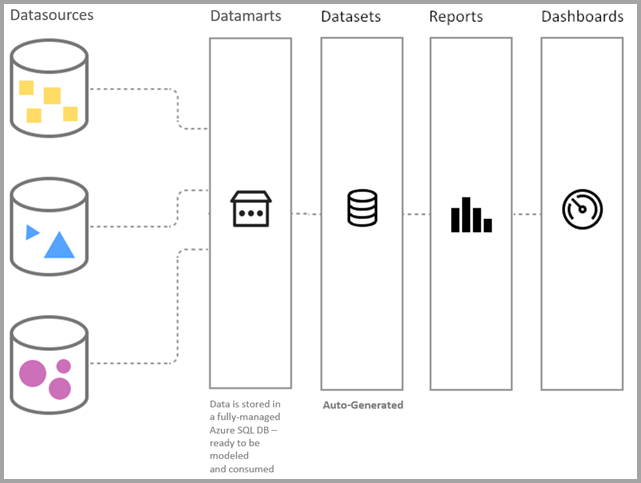 Datasources
Datamarts
Datasets
Reports
Dashboards
Data is stored in
a fully-managed
Azure SQL DB –
ready to be
modeled
and consumed
Auto-Generated